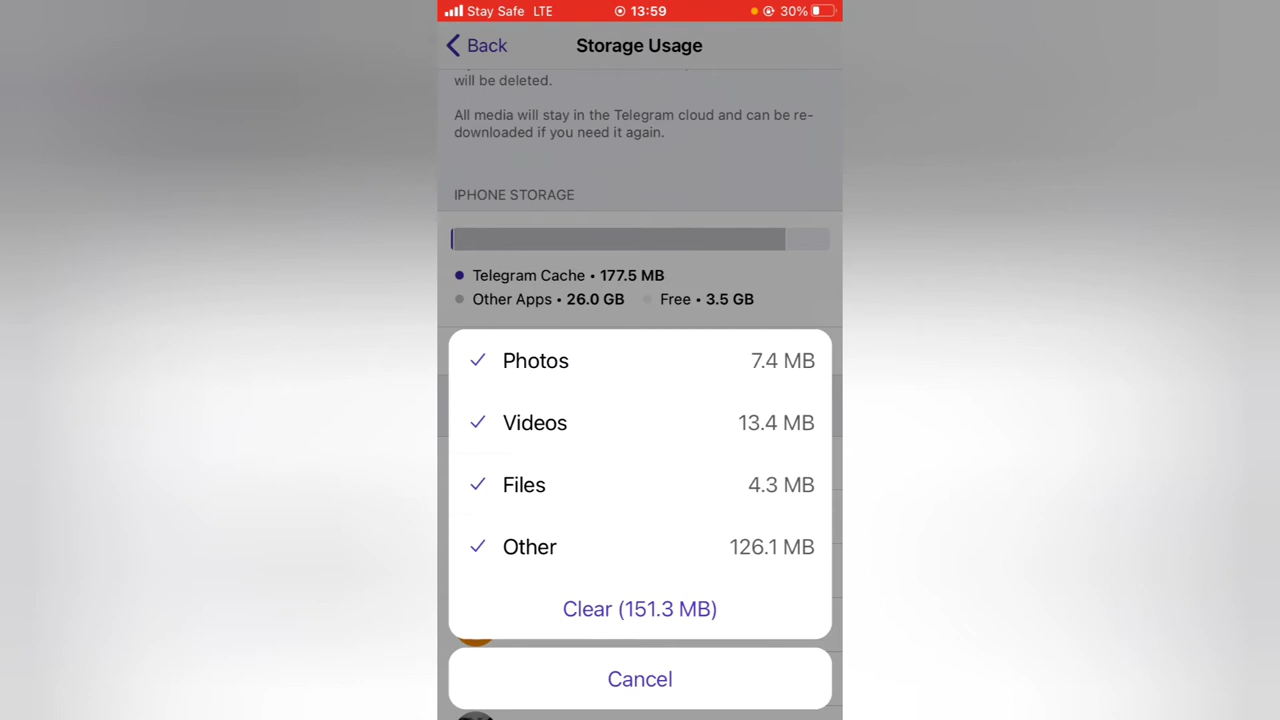 Stay Safe LTE 13:59 30%
Back Storage Usage
will be deleted.
All media will stay in the Telegram cloud and can be re-
downloaded if you need it again.
IPHONE STORAGE
Telegram Cache • 177.5 MB
Other Apps • 26.0 GB Free • 3.5 GB
Photos 7.4 MB
Videos 13.4 MB
Files 4.3 MB
Other 126.1 MB
Clear (151.3 MB)
Cancel